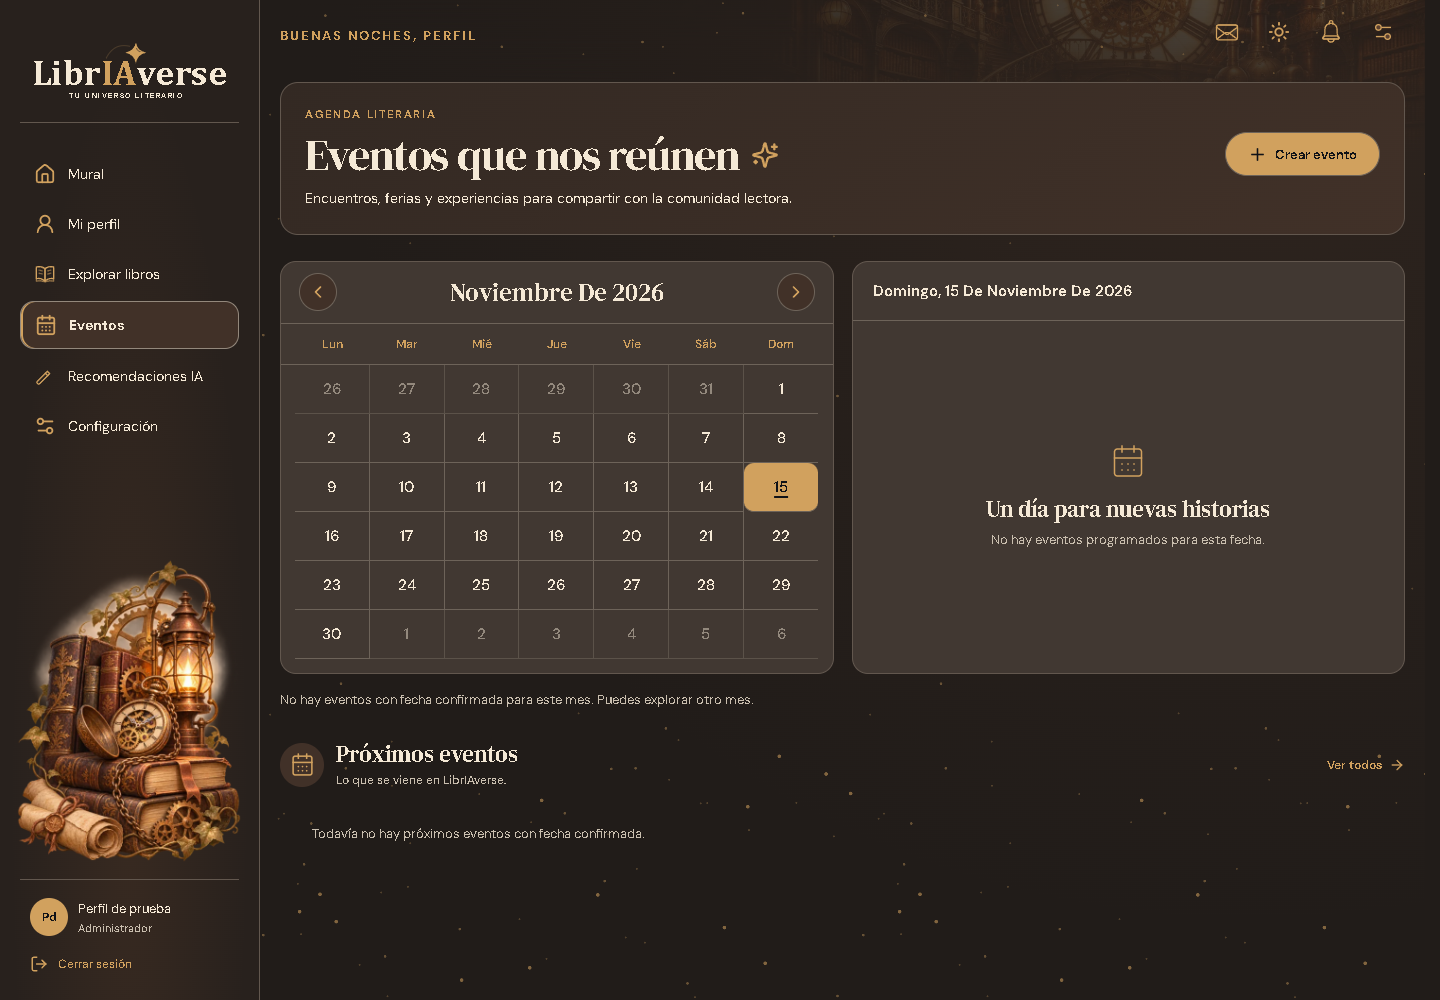 LibrIAverse
TU UNIVERSO LITERARIO
Mural
Mi perfil
Explorar libros
Eventos
Recomendaciones IA
Configuración
Pd
Perfil de prueba
Administrador
Cerrar sesión
BUENAS NOCHES, PERFIL
AGENDA LITERARIA
Eventos que nos reúnen
Encuentros, ferias y experiencias para compartir con la comunidad lectora.
Crear evento
Noviembre De 2026
Lun Mar Mié Jue Vie Sáb Dom
26 27 28 29 30 31 1
2 3 4 5 6 7 8
9 10 11 12 13 14 15
16 17 18 19 20 21 22
23 24 25 26 27 28 29
30 1 2 3 4 5 6
Domingo, 15 De Noviembre De 2026
Un día para nuevas historias
No hay eventos programados para esta fecha.
No hay eventos con fecha confirmada para este mes. Puedes explorar otro mes.
Próximos eventos
Lo que se viene en LibrIAverse.
Ver todos
Todavía no hay próximos eventos con fecha confirmada.